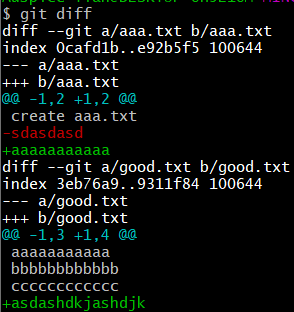 $ git diff
diff --git a/aaa.txt b/aaa.txt
index 0cafd1b..e92b5f5 100644
--- a/aaa.txt
+++ b/aaa.txt
@@ -1,2 +1,2 @@
 create aaa.txt
-sdasdasd
+aaaaaaaaaaa
diff --git a/good.txt b/good.txt
index 3eb76a9..9311f84 100644
--- a/good.txt
+++ b/good.txt
@@ -1,3 +1,4 @@
 aaaaaaaaaaa
 bbbbbbbbbbbb
 cccccccccccc
+asdashdkjashdjk